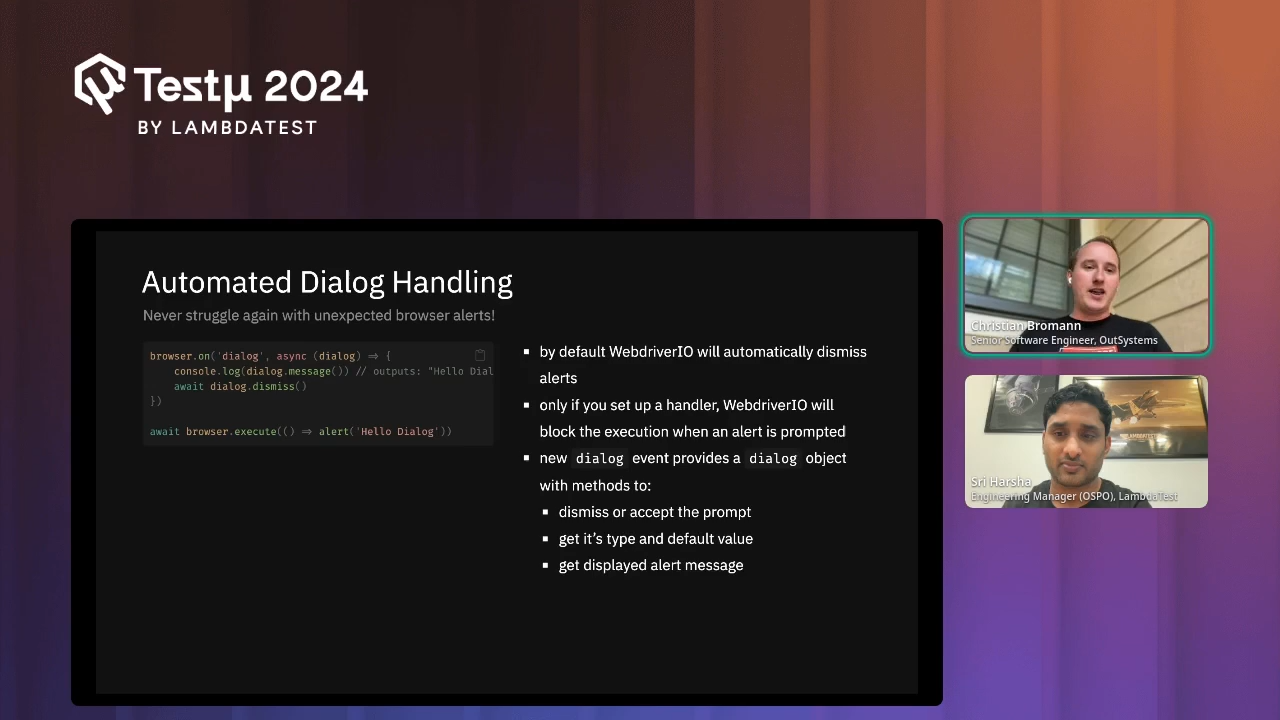 Testμ 2024
BY LAMBDATEST
Automated Dialog Handling
Never struggle again with unexpected browser alerts!
browser.on('dialog', async (dialog) => {
console.log(dialog.message()) // outputs: "Hello Dial
await dialog.dismiss()
})
await browser.execute(() => alert('Hello Dialog'))
▪ by default WebdriverIO will automatically dismiss
alerts
▪ only if you set up a handler, WebdriverIO will
block the execution when an alert is prompted
▪ new dialog event provides a dialog object
with methods to:
▪ dismiss or accept the prompt
▪ get it's type and default value
▪ get displayed alert message
Christian Bromann
Senior Software Engineer, OutSystems
LAMBDATEST
Sri Harsha
Engineering Manager (OSPO), LambdaTest